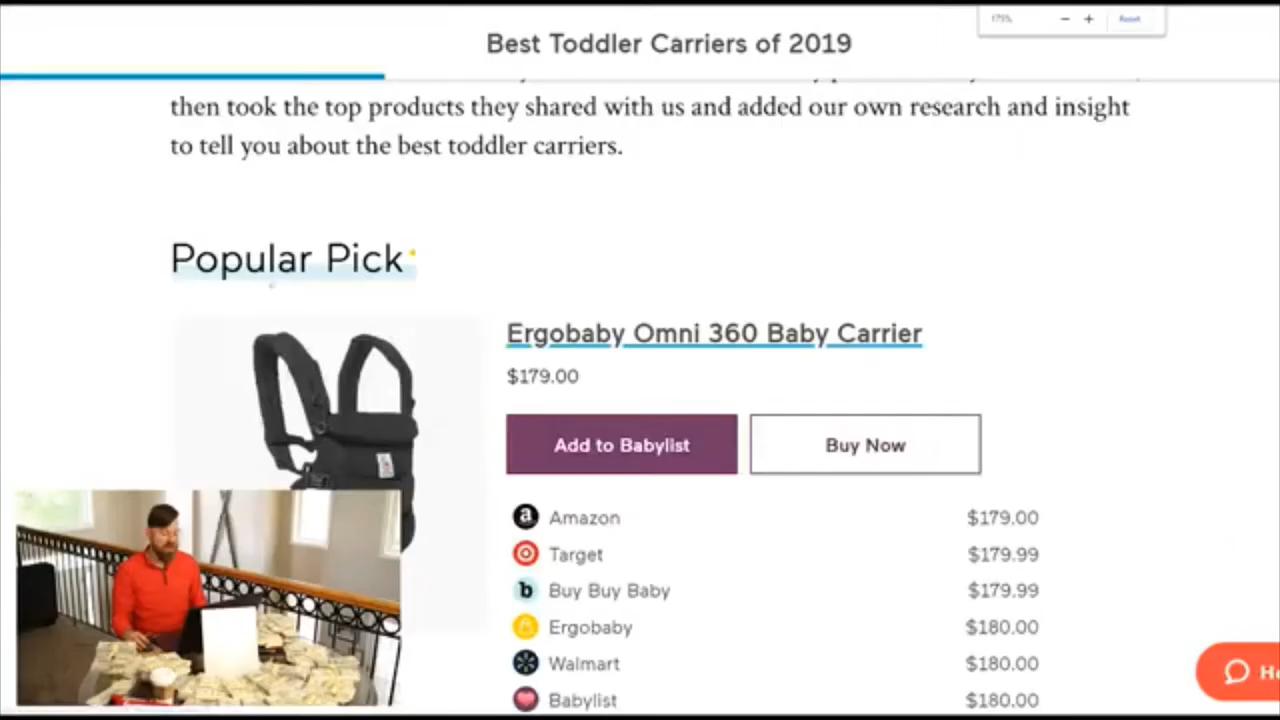 175%
Reset
Best Toddler Carriers of 2019
then took the top products they shared with us and added our own research and insight
to tell you about the best toddler carriers.
Popular Pick
Ergobaby Omni 360 Baby Carrier
$179.00
Add to Babylist
Buy Now
Amazon $179.00
Target $179.99
Buy Buy Baby $179.99
Ergobaby $180.00
Walmart $180.00
Babylist $180.00